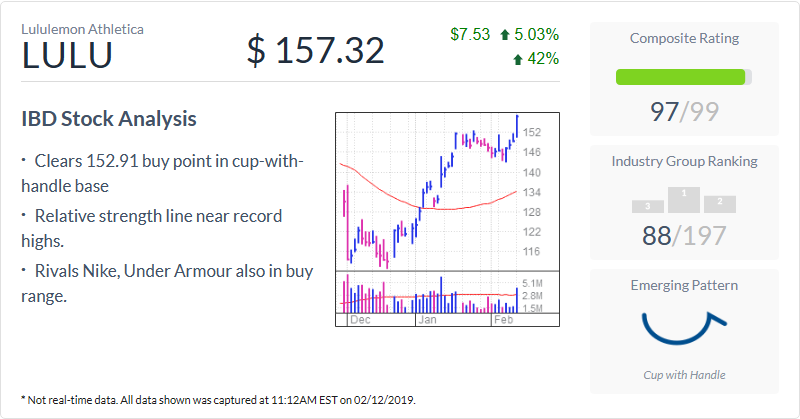 Lululemon Athletica
LULU
$ 157.32
$7.53 5.03%
42%
IBD Stock Analysis
• Clears 152.91 buy point in cup-with-
handle base
• Relative strength line near record
highs.
• Rivals Nike, Under Armour also in buy
range.
152
146
140
134
128
122
116
5.1M
2.8M
1.5M
Dec Jan Feb
Composite Rating
97/99
Industry Group Ranking
3 1 2
88/197
Emerging Pattern
Cup with Handle
* Not real-time data. All data shown was captured at 11:12AM EST on 02/12/2019.